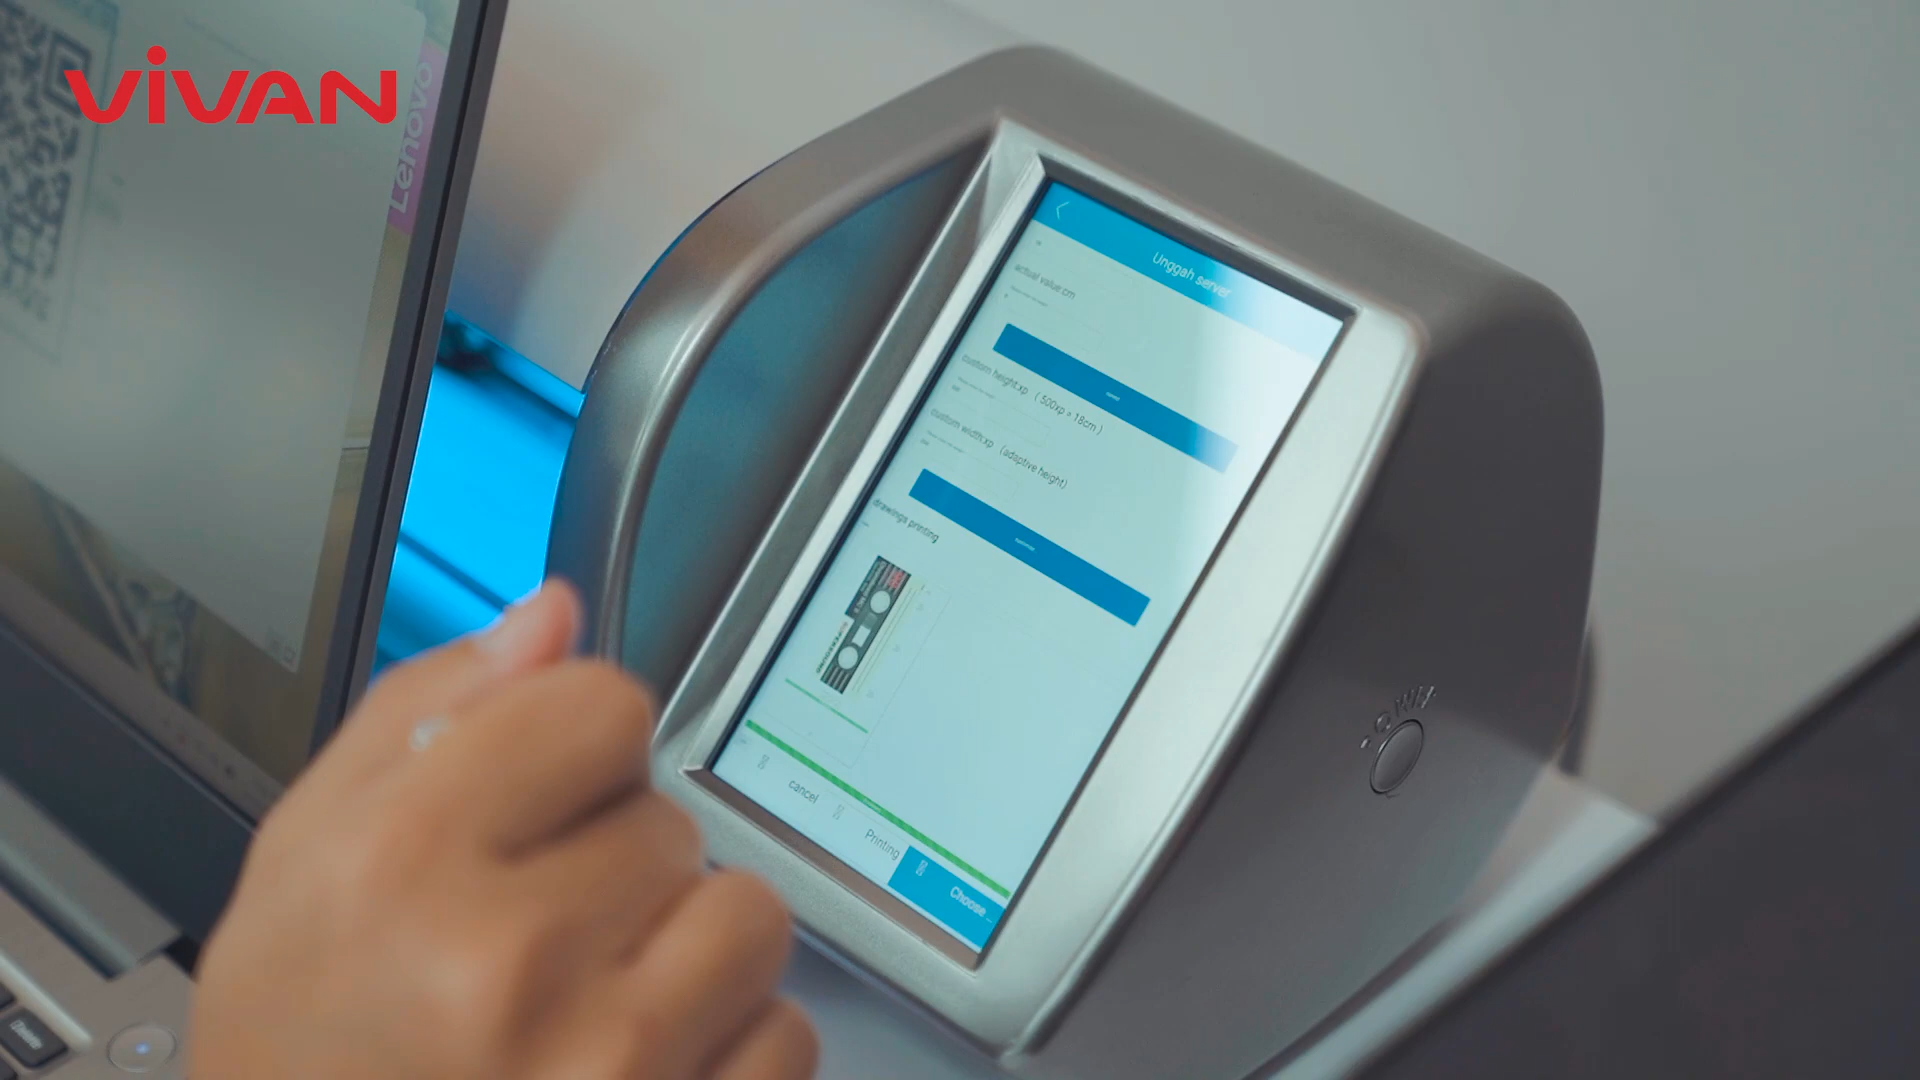 VIVAN
Lenovo
Unggah server
actual value:cm
custom height:xp ( 500xp = 18cm )
custom width:xp (adaptive height)
drawings printing
cancel
Printing
Choose
Delete